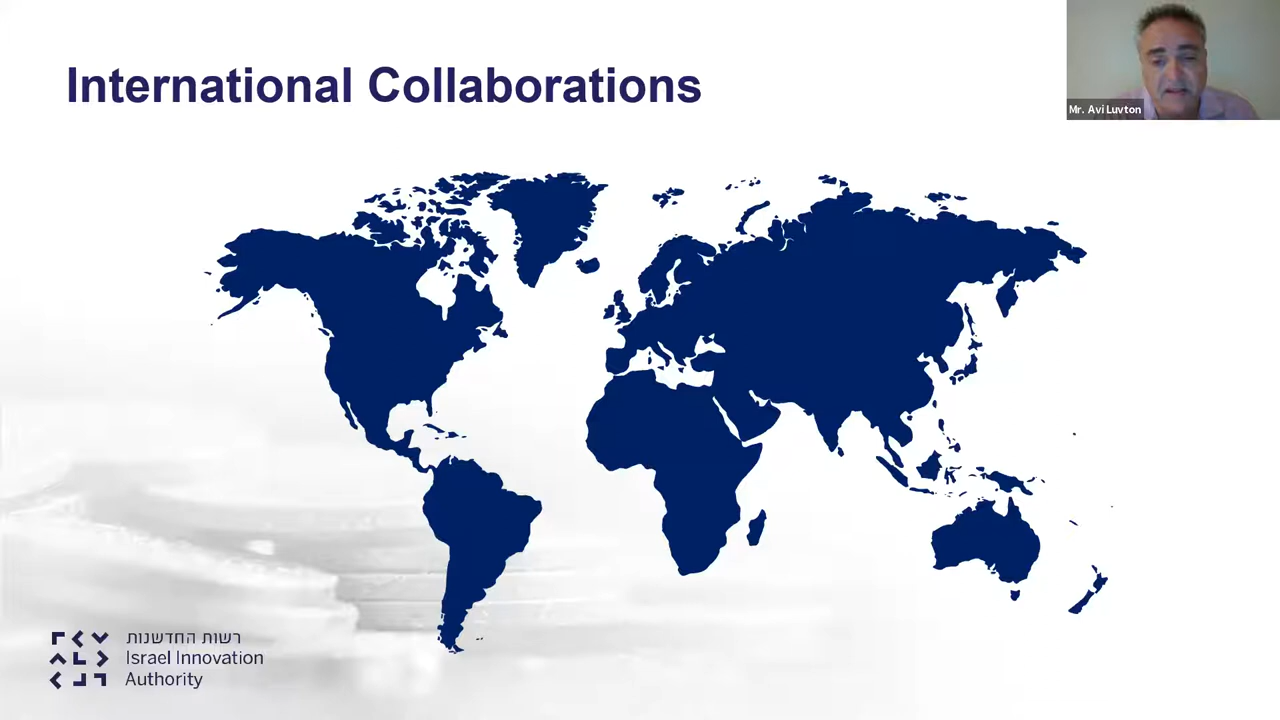 International Collaborations
Mr. Avi Luvton
רשות החדשנות
Israel Innovation
Authority